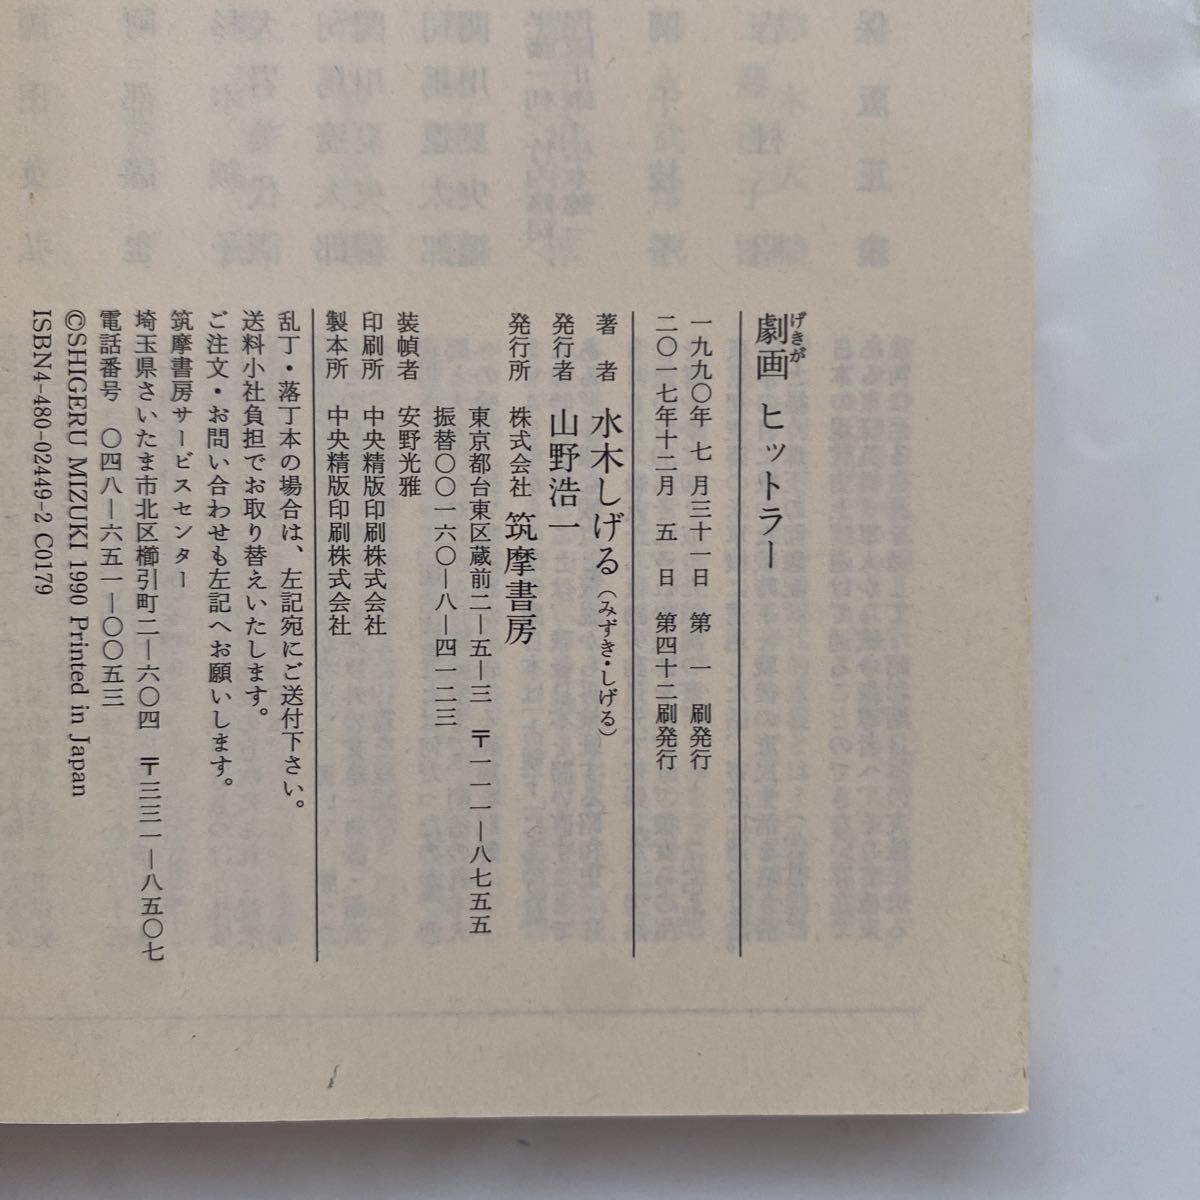 劇画 ヒットラー
げきが
一九九〇年 七 月三十一日 第 一 刷発行
二〇一七年十二月 五 日 第四十二刷発行
著 者 水木しげる（みずき・しげる）
発行者 山野浩一
発行所 株式会社 筑摩書房
東京都台東区蔵前二―五―三 〒一一一―八七五五
振替〇〇一六〇―八―四一二三
装幀者 安野光雅
印刷所 中央精版印刷株式会社
製本所 中央精版印刷株式会社
乱丁・落丁本の場合は、左記宛にご送付下さい。
送料小社負担でお取り替えいたします。
ご注文・お問い合わせも左記へお願いします。
筑摩書房サービスセンター
埼玉県さいたま市北区櫛引町二―六〇四 〒三三一―八五〇七
電話番号 〇四八―六五一―〇〇五三
©SHIGERU MIZUKI 1990 Printed in Japan
ISBN4-480-02449-2 C0179